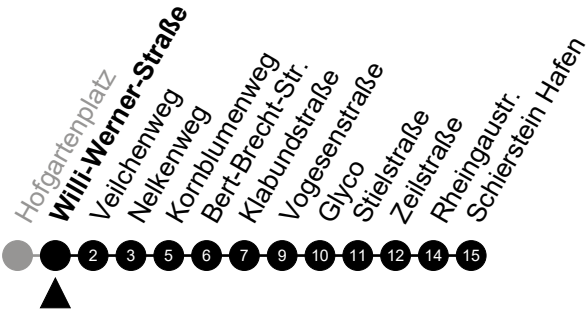 Hofgartenplatz
Willi-Werner-Straße
Veilchenweg
Nelkenweg
Kornblumenweg
Bert-Brecht-Str.
Klabundstraße
Vogesenstraße
Glyco
Stielstraße
Zeilstraße
Rheingaustr.
Schierstein Hafen
2 3 5 6 7 9 10 11 12 14 15